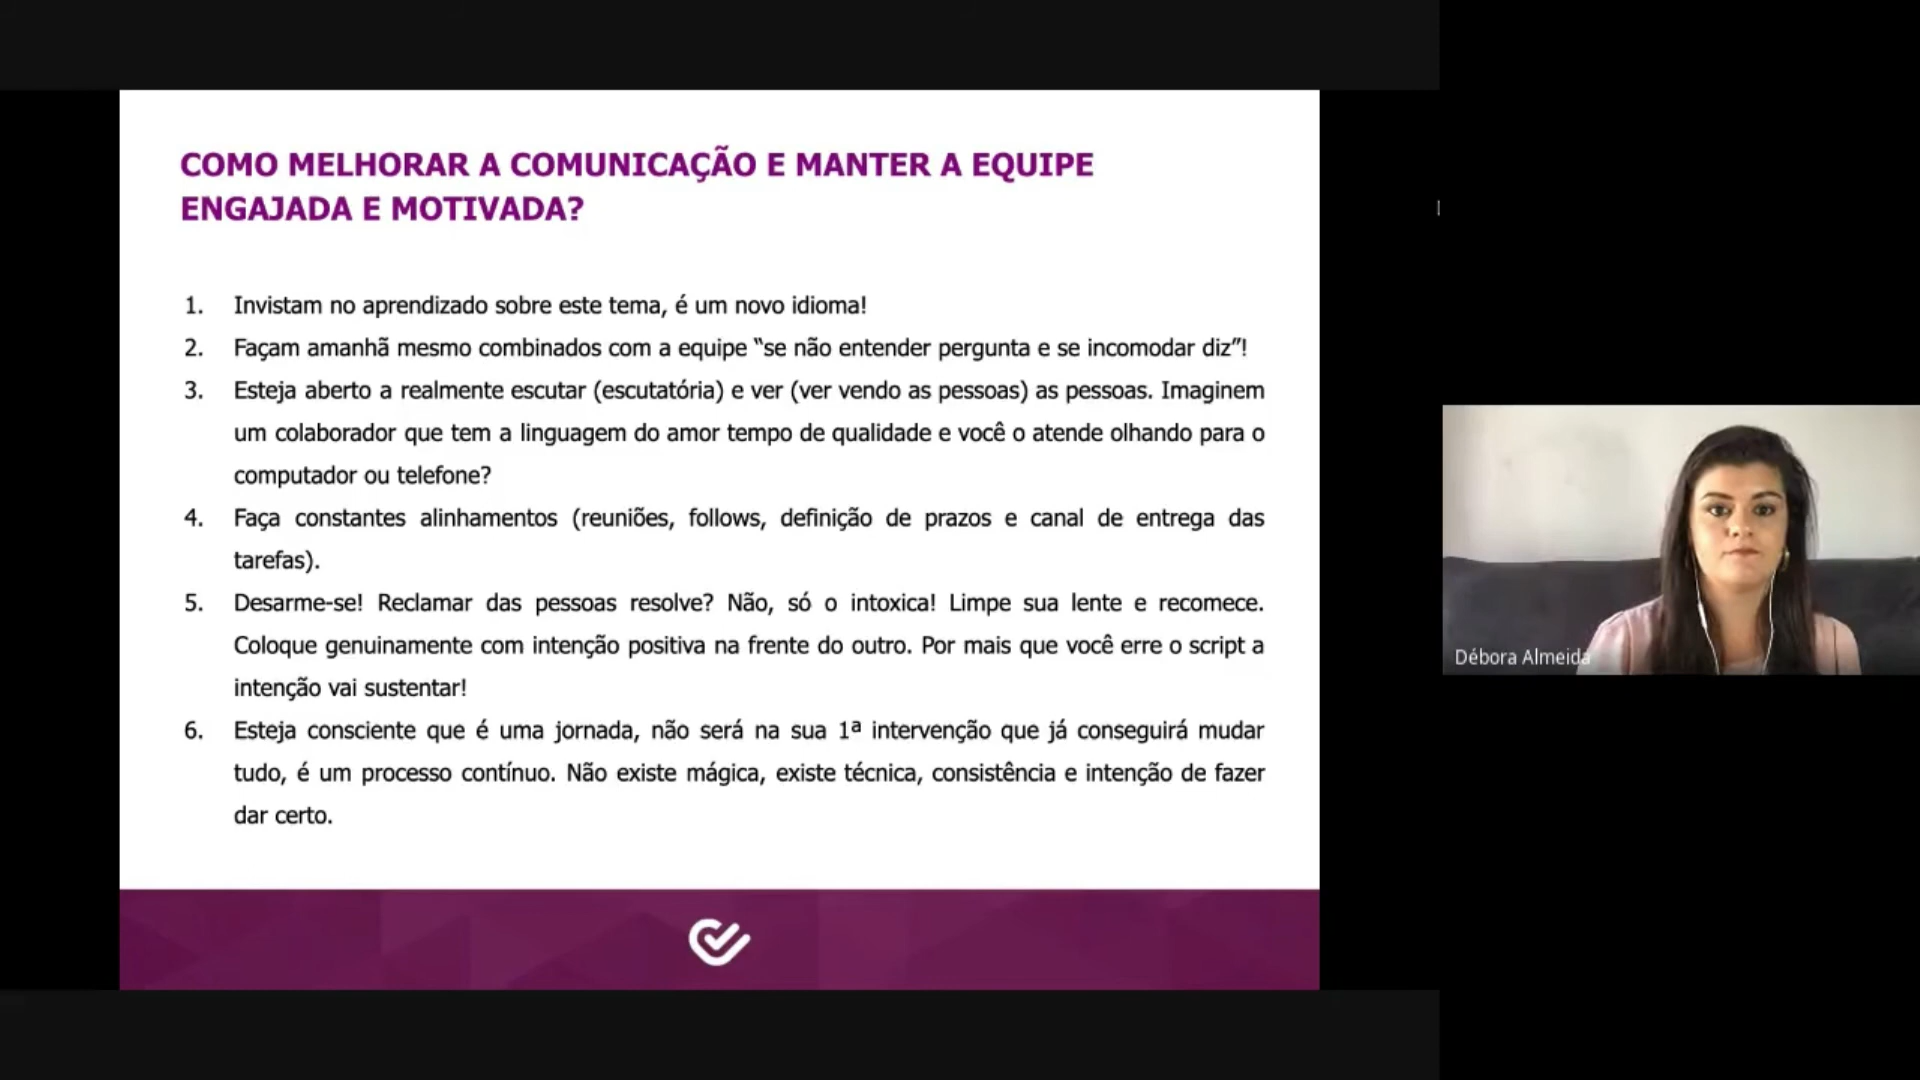 COMO MELHORAR A COMUNICAÇÃO E MANTER A EQUIPE
ENGAJADA E MOTIVADA?
1. Invistam no aprendizado sobre este tema, é um novo idioma!
2. Façam amanhã mesmo combinados com a equipe “se não entender pergunta e se incomodar diz”!
3. Esteja aberto a realmente escutar (escutatória) e ver (ver vendo as pessoas) as pessoas. Imaginem
um colaborador que tem a linguagem do amor tempo de qualidade e você o atende olhando para o
computador ou telefone?
4. Faça constantes alinhamentos (reuniões, follows, definição de prazos e canal de entrega das
tarefas).
5. Desarme-se! Reclamar das pessoas resolve? Não, só o intoxica! Limpe sua lente e recomece.
Coloque genuinamente com intenção positiva na frente do outro. Por mais que você erre o script a
intenção vai sustentar!
6. Esteja consciente que é uma jornada, não será na sua 1ª intervenção que já conseguirá mudar
tudo, é um processo contínuo. Não existe mágica, existe técnica, consistência e intenção de fazer
dar certo.
Débora Almeida